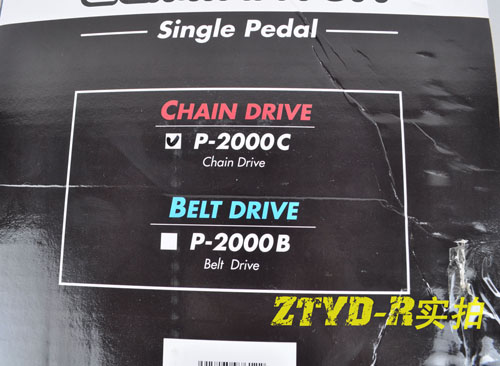 Single Pedal
CHAIN DRIVE
P-2000C
Chain Drive
BELT DRIVE
P-2000B
Belt Drive
ZTYD-R实拍